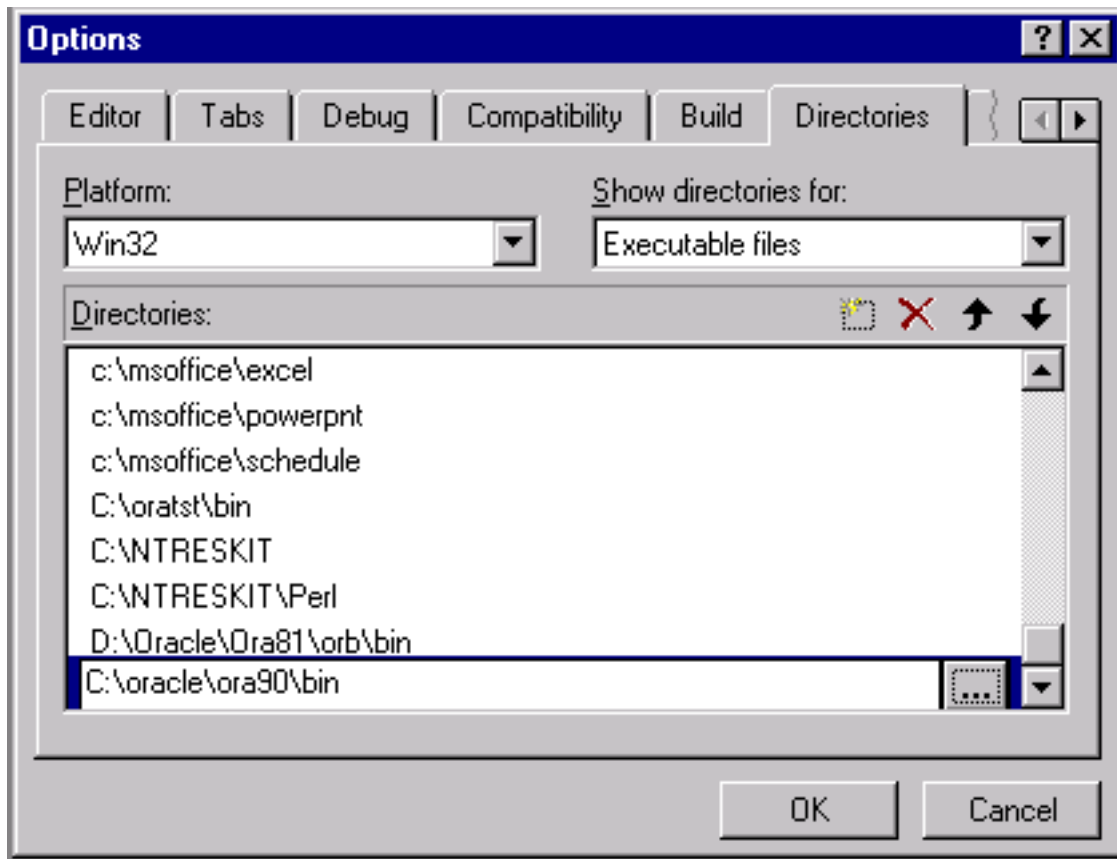 Options
Editor Tabs Debug Compatibility Build Directories
Platform: Show directories for:
Win32 Executable files
Directories:
c:\msoffice\excel
c:\msoffice\powerpnt
c:\msoffice\schedule
C:\oratst\bin
C:\NTRESKIT
C:\NTRESKIT\Perl
D:\Oracle\Ora81\orb\bin
C:\oracle\ora90\bin ...
OK Cancel